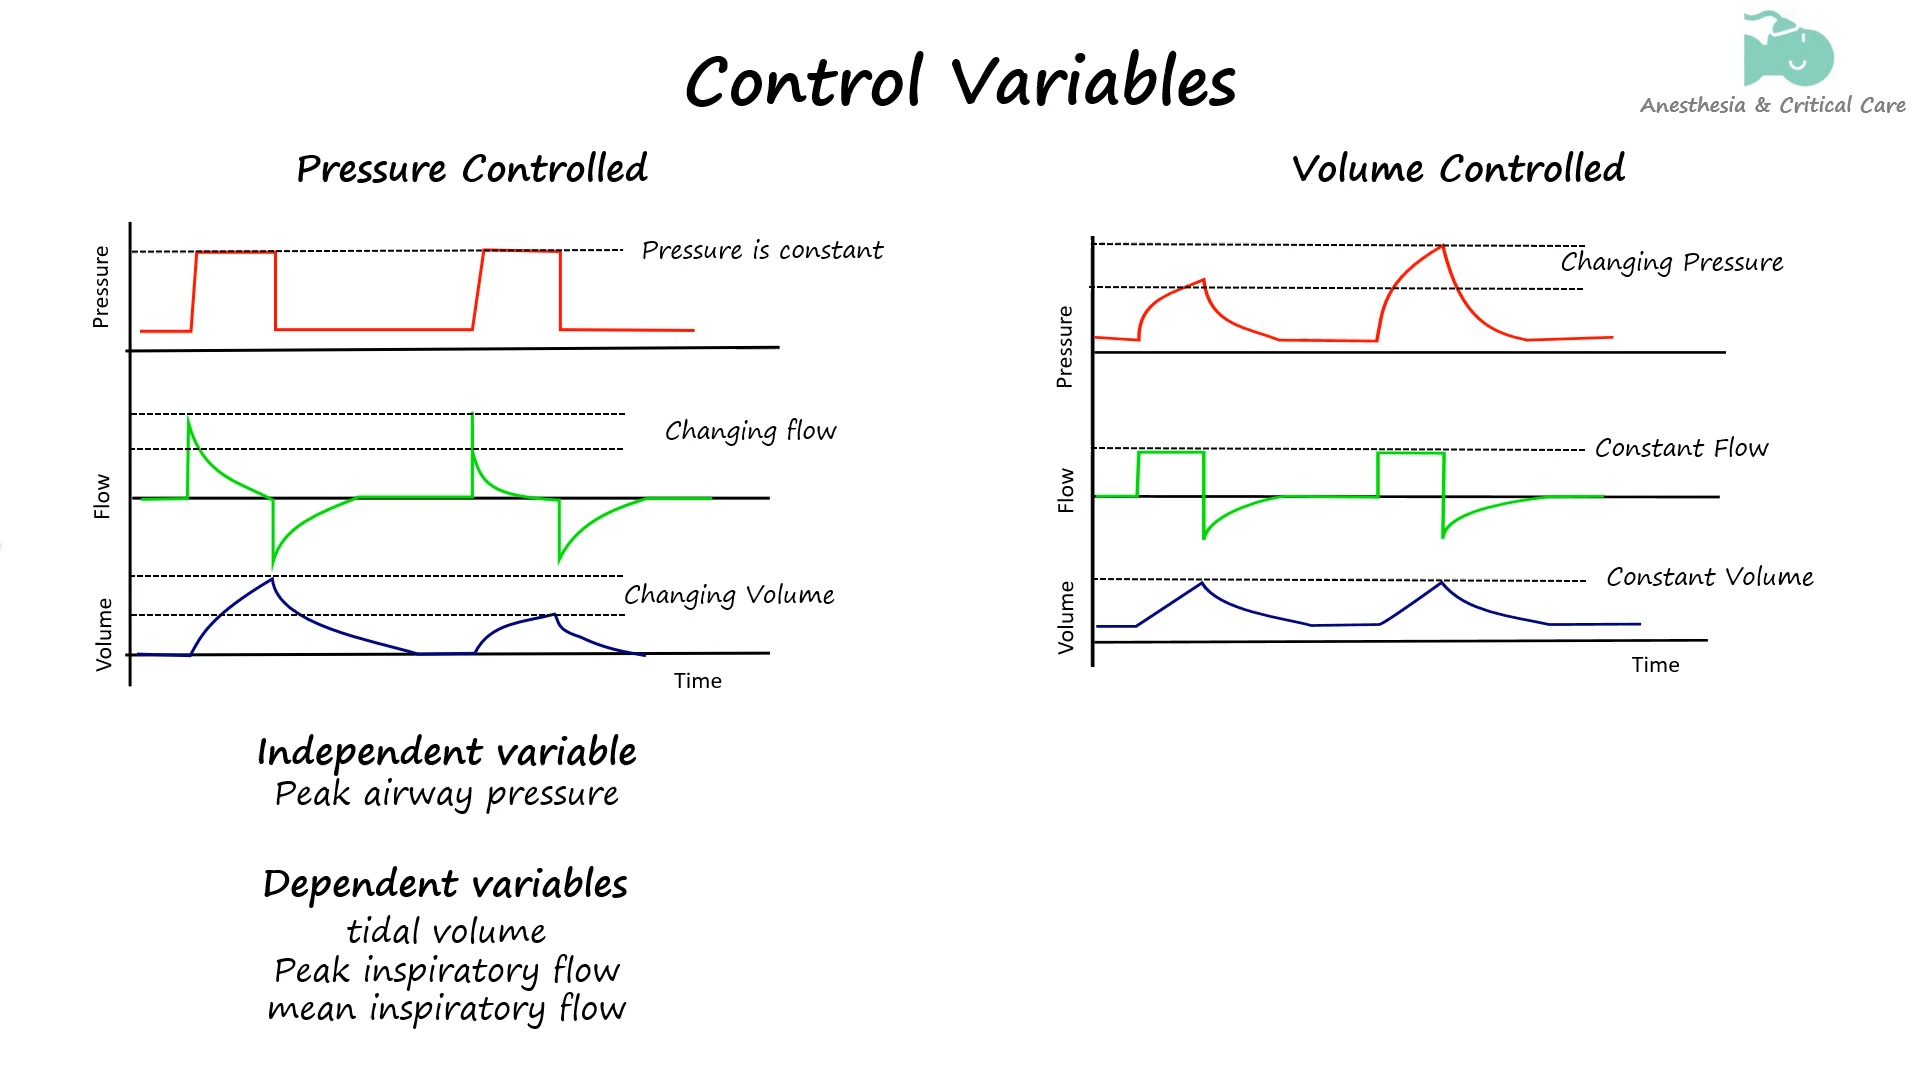 Control Variables
Anesthesia & Critical Care
Pressure Controlled
Pressure
Pressure is constant
Flow
Changing flow
Volume
Changing Volume
Time
Independent variable
Peak airway pressure
Dependent variables
tidal volume
Peak inspiratory flow
mean inspiratory flow
Volume Controlled
Pressure
Changing Pressure
Flow
Constant Flow
Volume
Constant Volume
Time